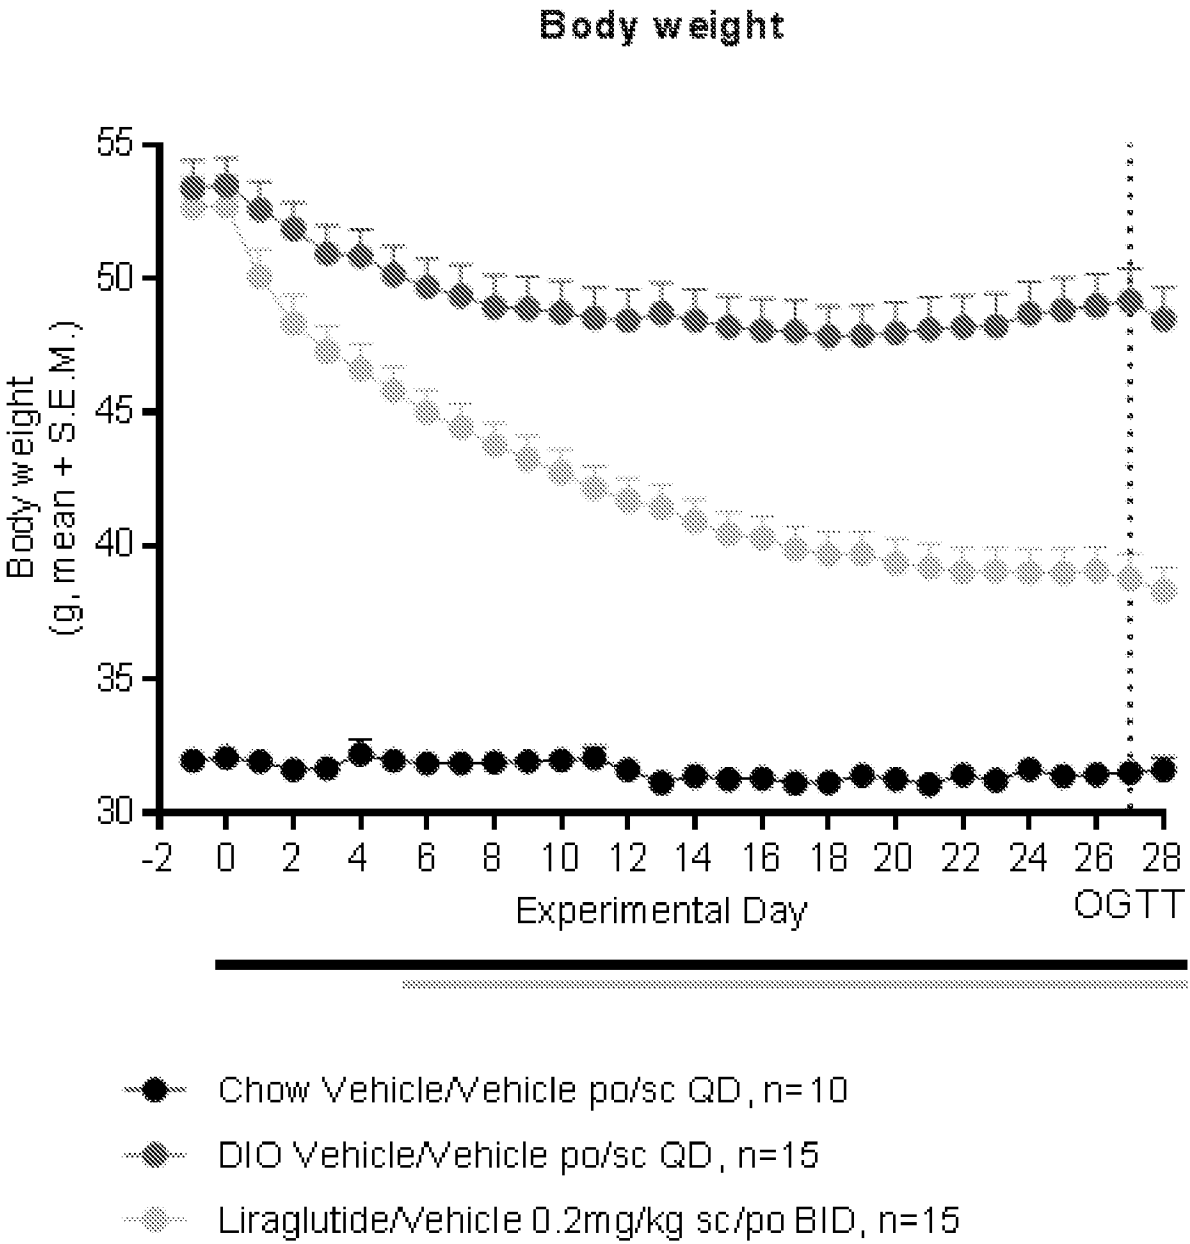 Body weight
Body weight
(g, mean + S.E.M.)
55
50
45
40
35
30
-2 0 2 4 6 8 10 12 14 16 18 20 22 24 26 28
Experimental Day
OGTT
Chow Vehicle/Vehicle po/sc QD, n=10
DIO Vehicle/Vehicle po/sc QD, n=15
Liraglutide/Vehicle 0.2mg/kg sc/po BID, n=15